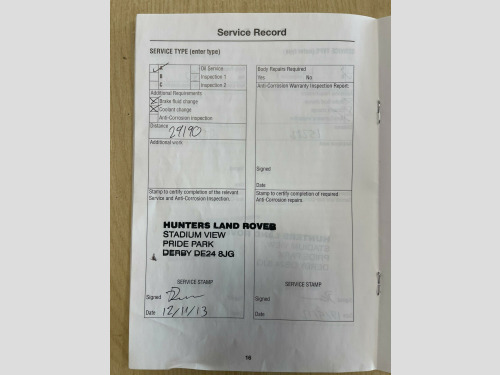 Service Record
SERVICE TYPE (enter type)
A Oil Service
B Inspection 1
C Inspection 2
Additional Requirements
Brake fluid change
Coolant change
Anti-Corrosion inspection
Distance
29190
Additional work
Stamp to certify completion of the relevant
Service and Anti-Corrosion Inspection.
HUNTERS LAND ROVER
STADIUM VIEW
PRIDE PARK
DERBY DE24 8JG
SERVICE STAMP
Signed
Date 12/11/13
Body Repairs Required
Yes No
Anti-Corrosion Warranty Inspection Report
Signed
Date
Stamp to certify completion of required
Anti-Corrosion repairs.
SERVICE STAMP
Signed
Date